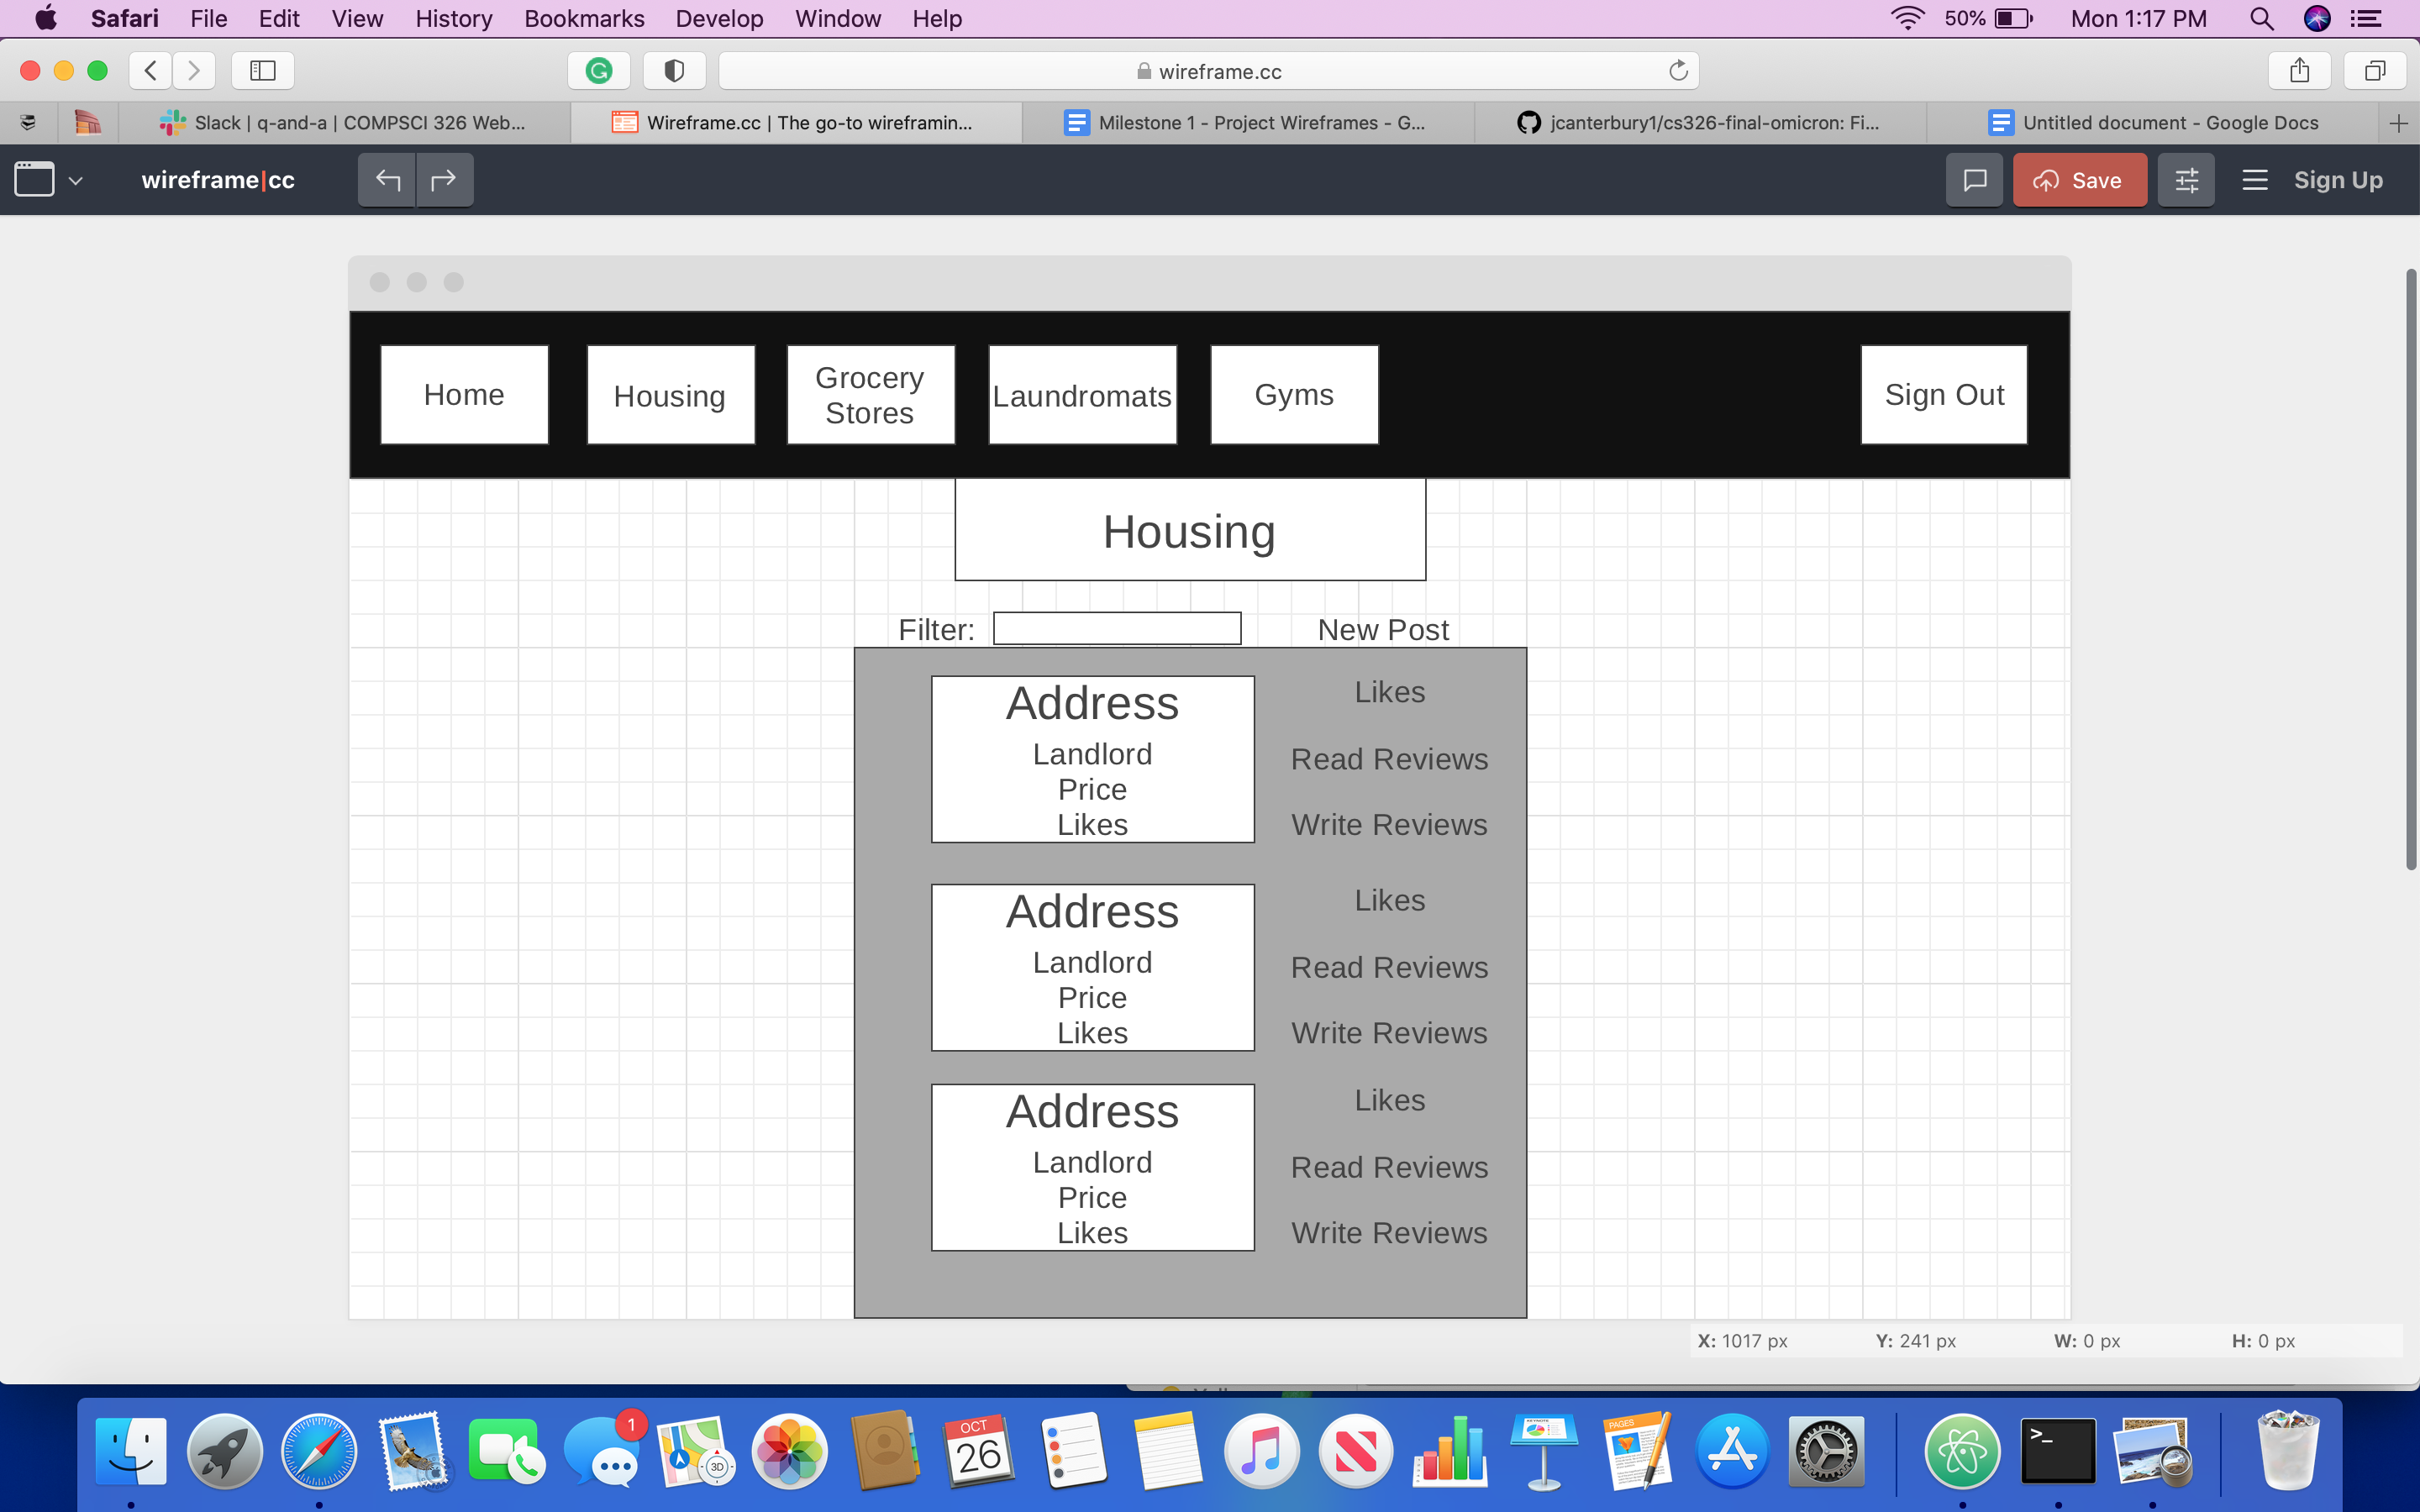 Safari File Edit View History Bookmarks Develop Window Help 50% Mon 1:17 PM
wireframe.cc
Slack | q-and-a | COMPSCI 326 Web... Wireframe.cc | The go-to wireframin... Milestone 1 - Project Wireframes - G... jcanterbury1/cs326-final-omicron: Fi... Untitled document - Google Docs
wireframe|cc Save Sign Up
Home Housing Grocery Stores Laundromats Gyms Sign Out
Housing
Filter: New Post
Address
Landlord
Price
Likes
Likes
Read Reviews
Write Reviews
Address
Landlord
Price
Likes
Likes
Read Reviews
Write Reviews
Address
Landlord
Price
Likes
Likes
Read Reviews
Write Reviews
X: 1017 px Y: 241 px W: 0 px H: 0 px
1
3D
OCT
26
PAGES
>_